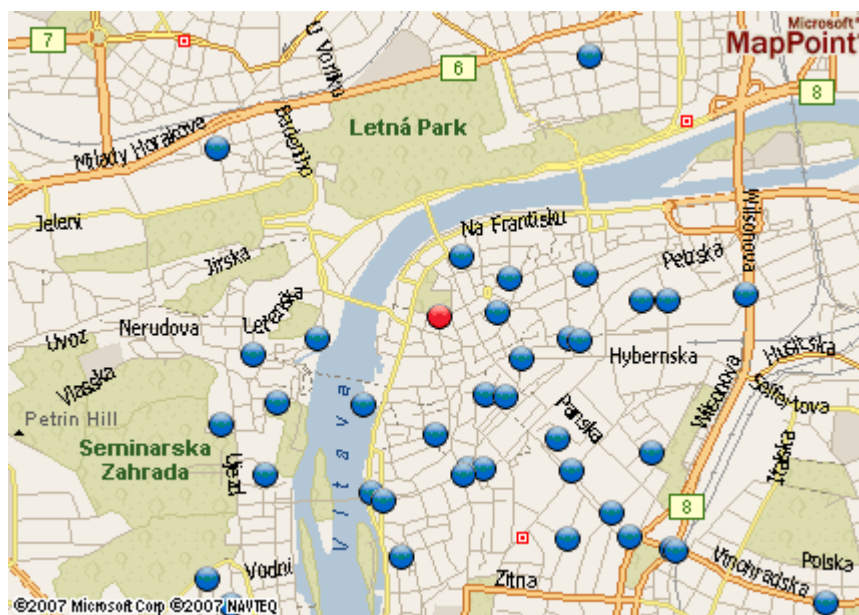 Microsoft
MapPoint
7
6
8
U Vorliku
Badeniho
Letná Park
Milady Horakove
Jeleni
Na Frantisku
Wilsonova
Petrska
Jirska
Letenska
Nerudova
Uvoz
Vlasska
Hybernska
Husitska
Seifertova
Wilsonova
Petrin Hill
Seminarska
Zahrada
Vltava
Panska
Ujezd
Italska
8
Vodni
Zitna
Vinohradska
Polska
©2007 Microsoft Corp ©2007 NAVTEQ